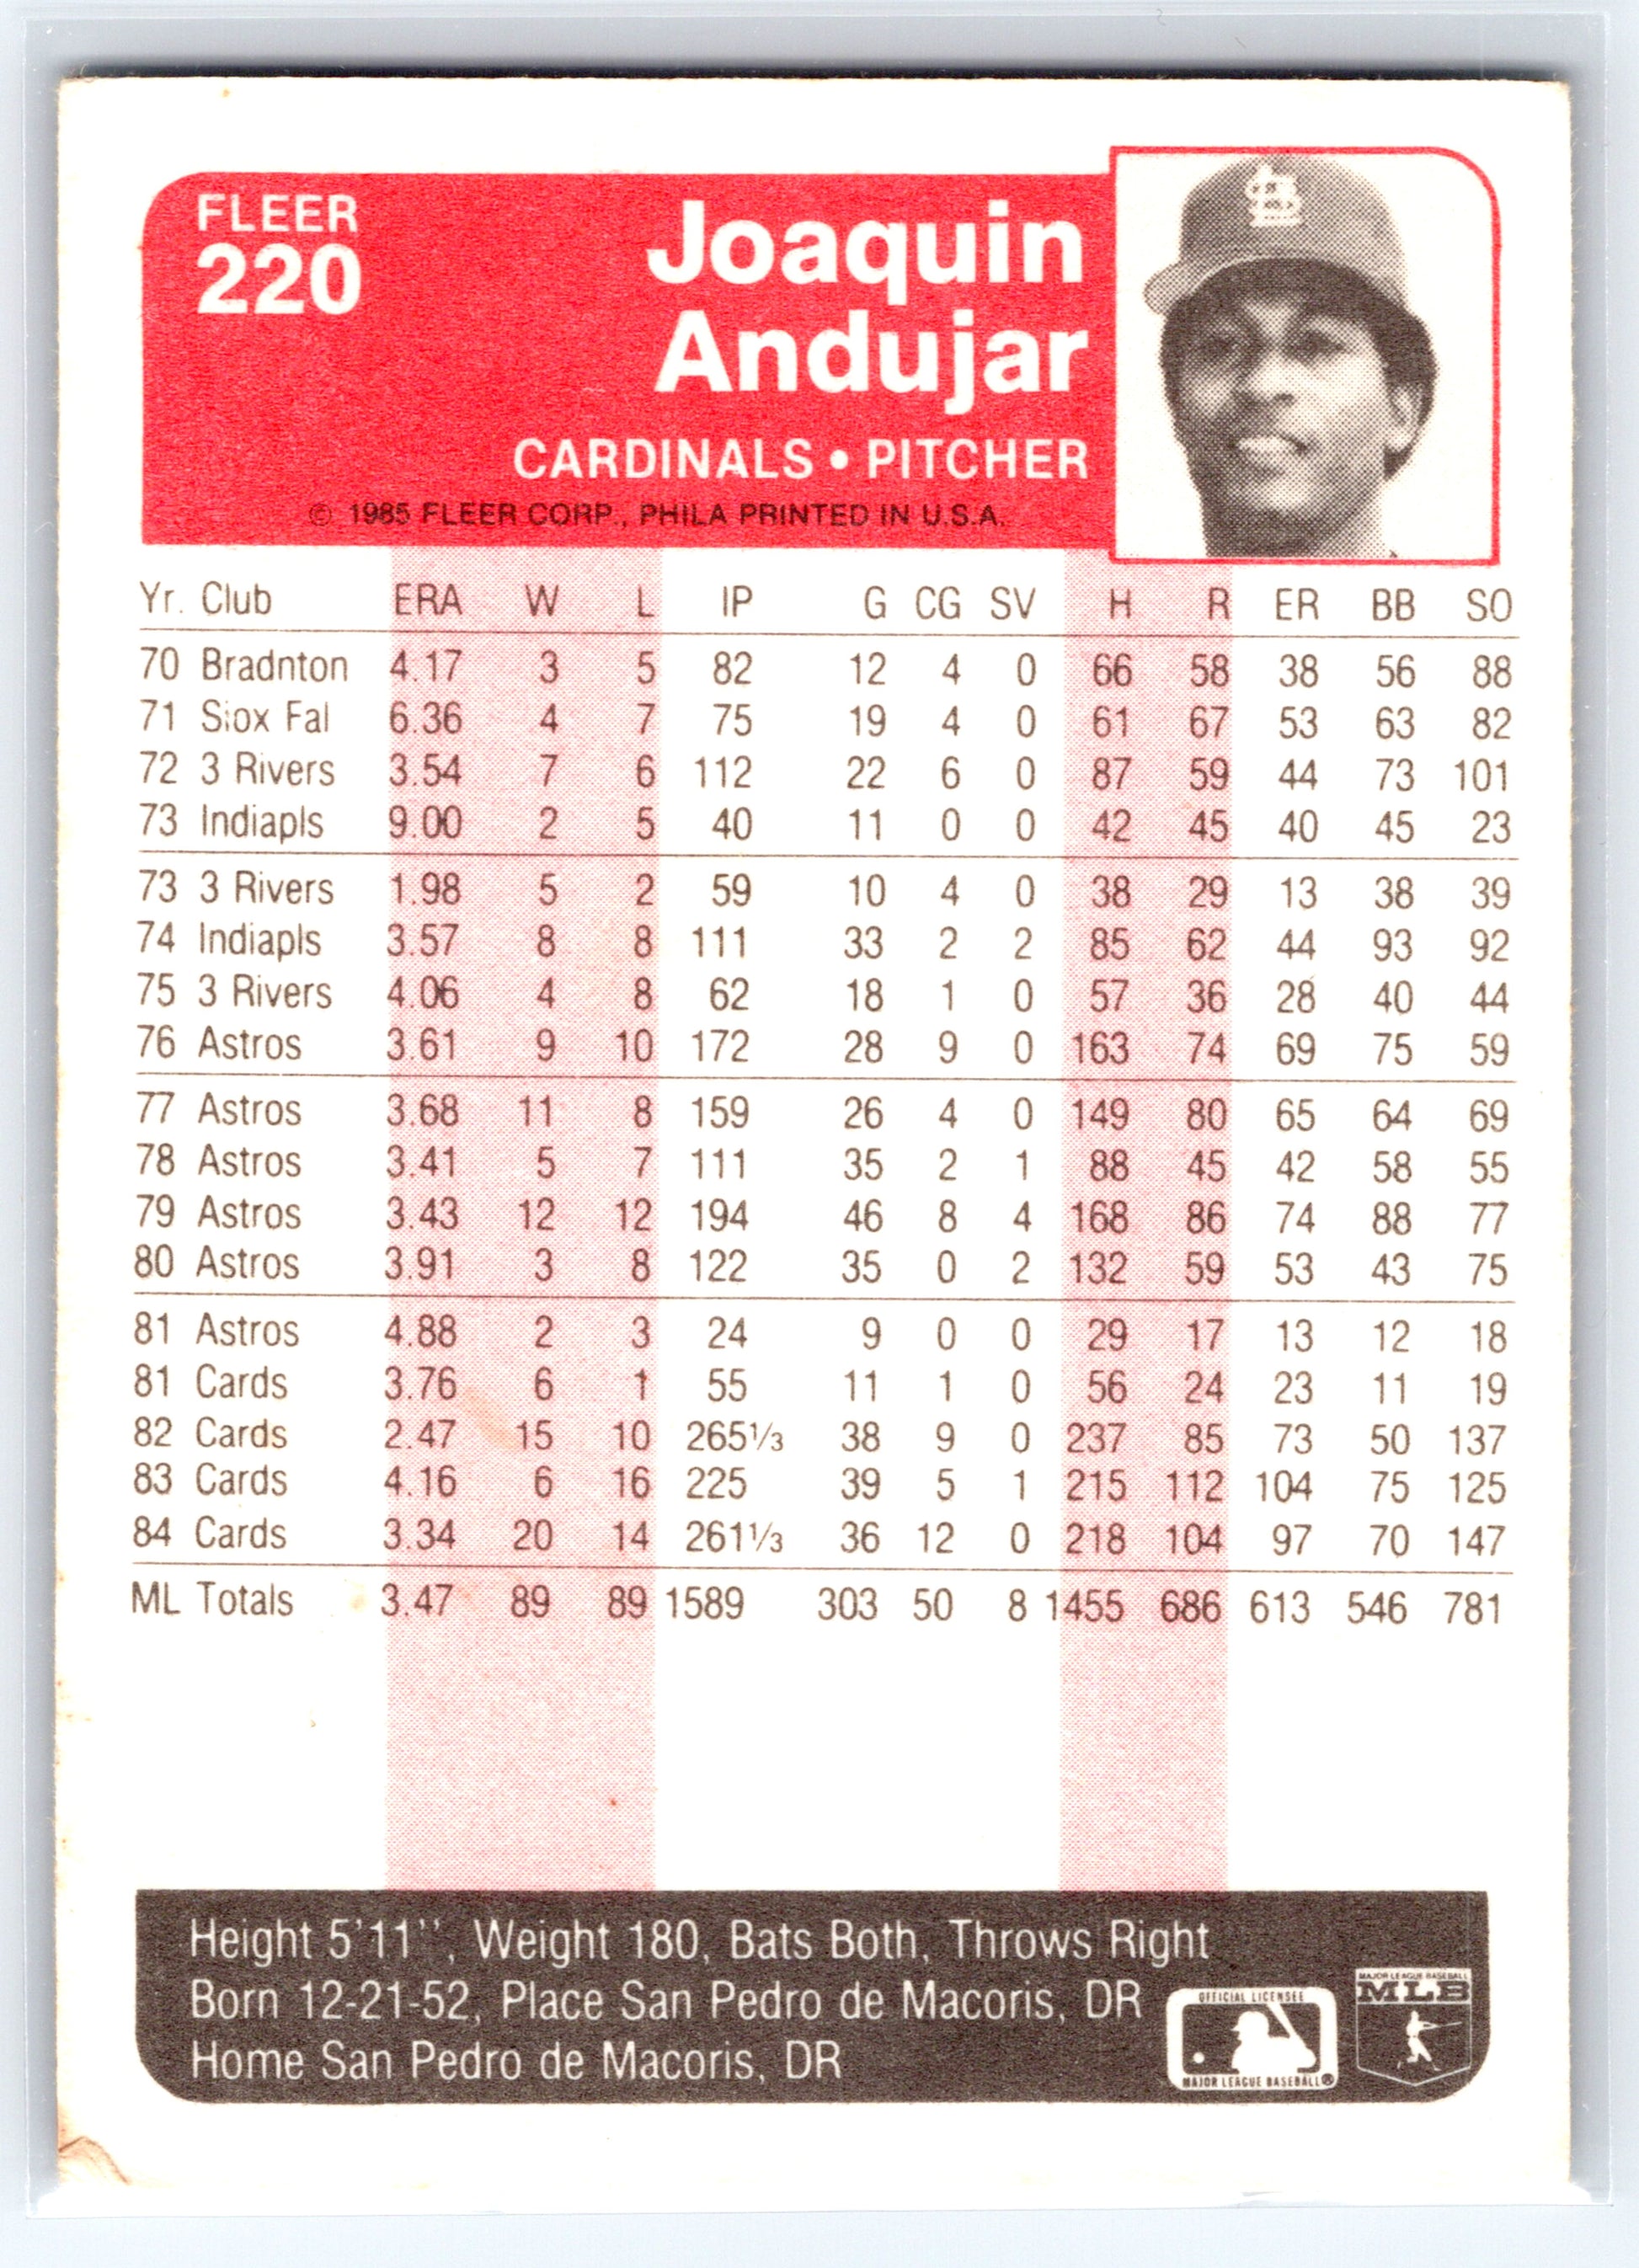 FLEER
220
Joaquin
Andujar
CARDINALS • PITCHER
© 1985 FLEER CORP., PHILA PRINTED IN U.S.A.
Yr. Club ERA W L IP G CG SV H R ER BB SO
70 Bradnton 4.17 3 5 82 12 4 0 66 58 38 56 88
71 Siox Fal 6.36 4 7 75 19 4 0 61 67 53 63 82
72 3 Rivers 3.54 7 6 112 22 6 0 87 59 44 73 101
73 Indiapls 9.00 2 5 40 11 0 0 42 45 40 45 23
73 3 Rivers 1.98 5 2 59 10 4 0 38 29 13 38 39
74 Indiapls 3.57 8 8 111 33 2 2 85 62 44 93 92
75 3 Rivers 4.06 4 8 62 18 1 0 57 36 28 40 44
76 Astros 3.61 9 10 172 28 9 0 163 74 69 75 59
77 Astros 3.68 11 8 159 26 4 0 149 80 65 64 69
78 Astros 3.41 5 7 111 35 2 1 88 45 42 58 55
79 Astros 3.43 12 12 194 46 8 4 168 86 74 88 77
80 Astros 3.91 3 8 122 35 0 2 132 59 53 43 75
81 Astros 4.88 2 3 24 9 0 0 29 17 13 12 18
81 Cards 3.76 6 1 55 11 1 0 56 24 23 11 19
82 Cards 2.47 15 10 265⅓ 38 9 0 237 85 73 50 137
83 Cards 4.16 6 16 225 39 5 1 215 112 104 75 125
84 Cards 3.34 20 14 261⅓ 36 12 0 218 104 97 70 147
ML Totals 3.47 89 89 1589 303 50 8 1455 686 613 546 781
Height 5'11'', Weight 180, Bats Both, Throws Right
Born 12-21-52, Place San Pedro de Macoris, DR
Home San Pedro de Macoris, DR
OFFICIAL LICENSEE
MAJOR LEAGUE BASEBALL®
MAJOR LEAGUE BASEBALL
MLB